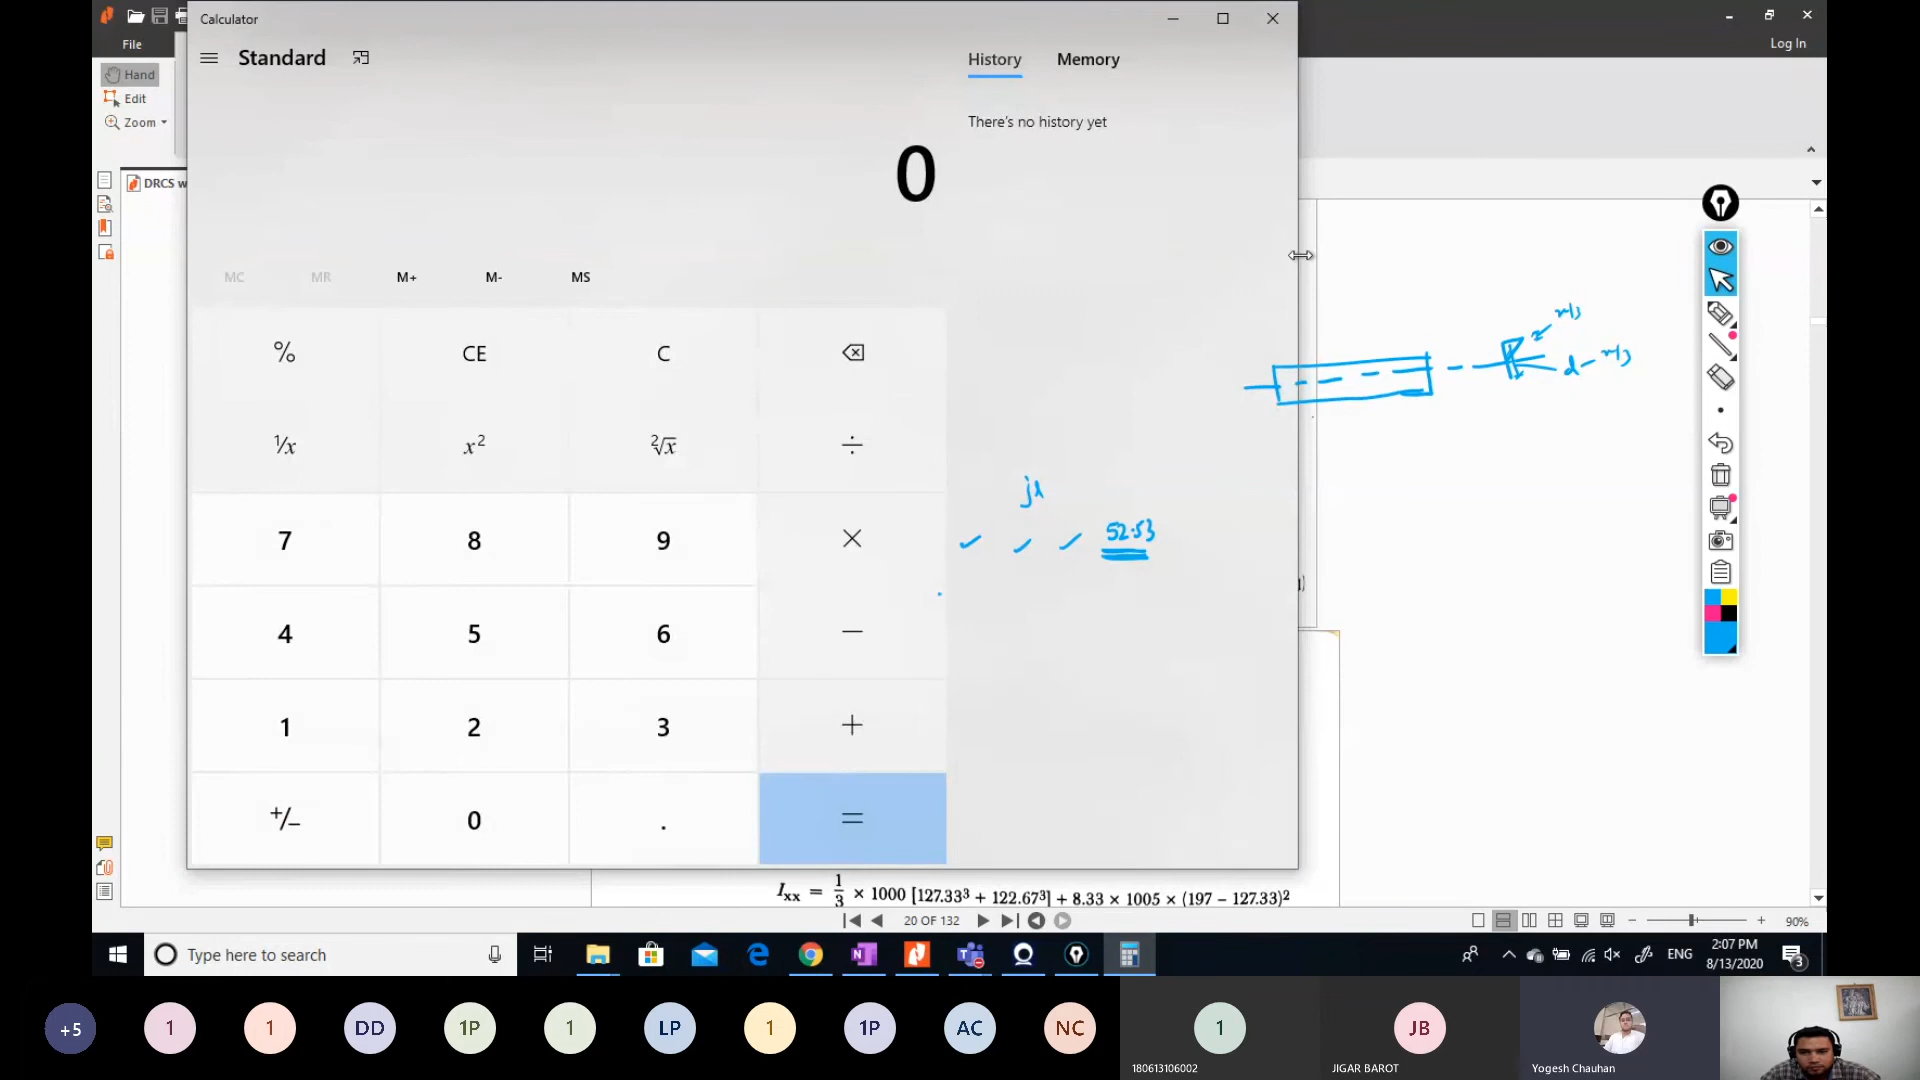 Calculator
File
Log In
Standard
History
Memory
Hand
Edit
Zoom
There's no history yet
0
DRCS w
MC MR M+ M- MS
% CE C
1/x x² ²√x ÷
7 8 9 ×
4 5 6 −
1 2 3 +
+/− 0 . =
52.53
I_xx = 1/3 × 1000 [127.33³ + 122.67³] + 8.33 × 1005 × (197 − 127.33)²
20 OF 132
90%
Type here to search
ENG
2:07 PM
8/13/2020
3
+5 1 1 DD 1P 1 LP 1 1P AC NC 1 JB
180613106002
JIGAR BAROT
Yogesh Chauhan